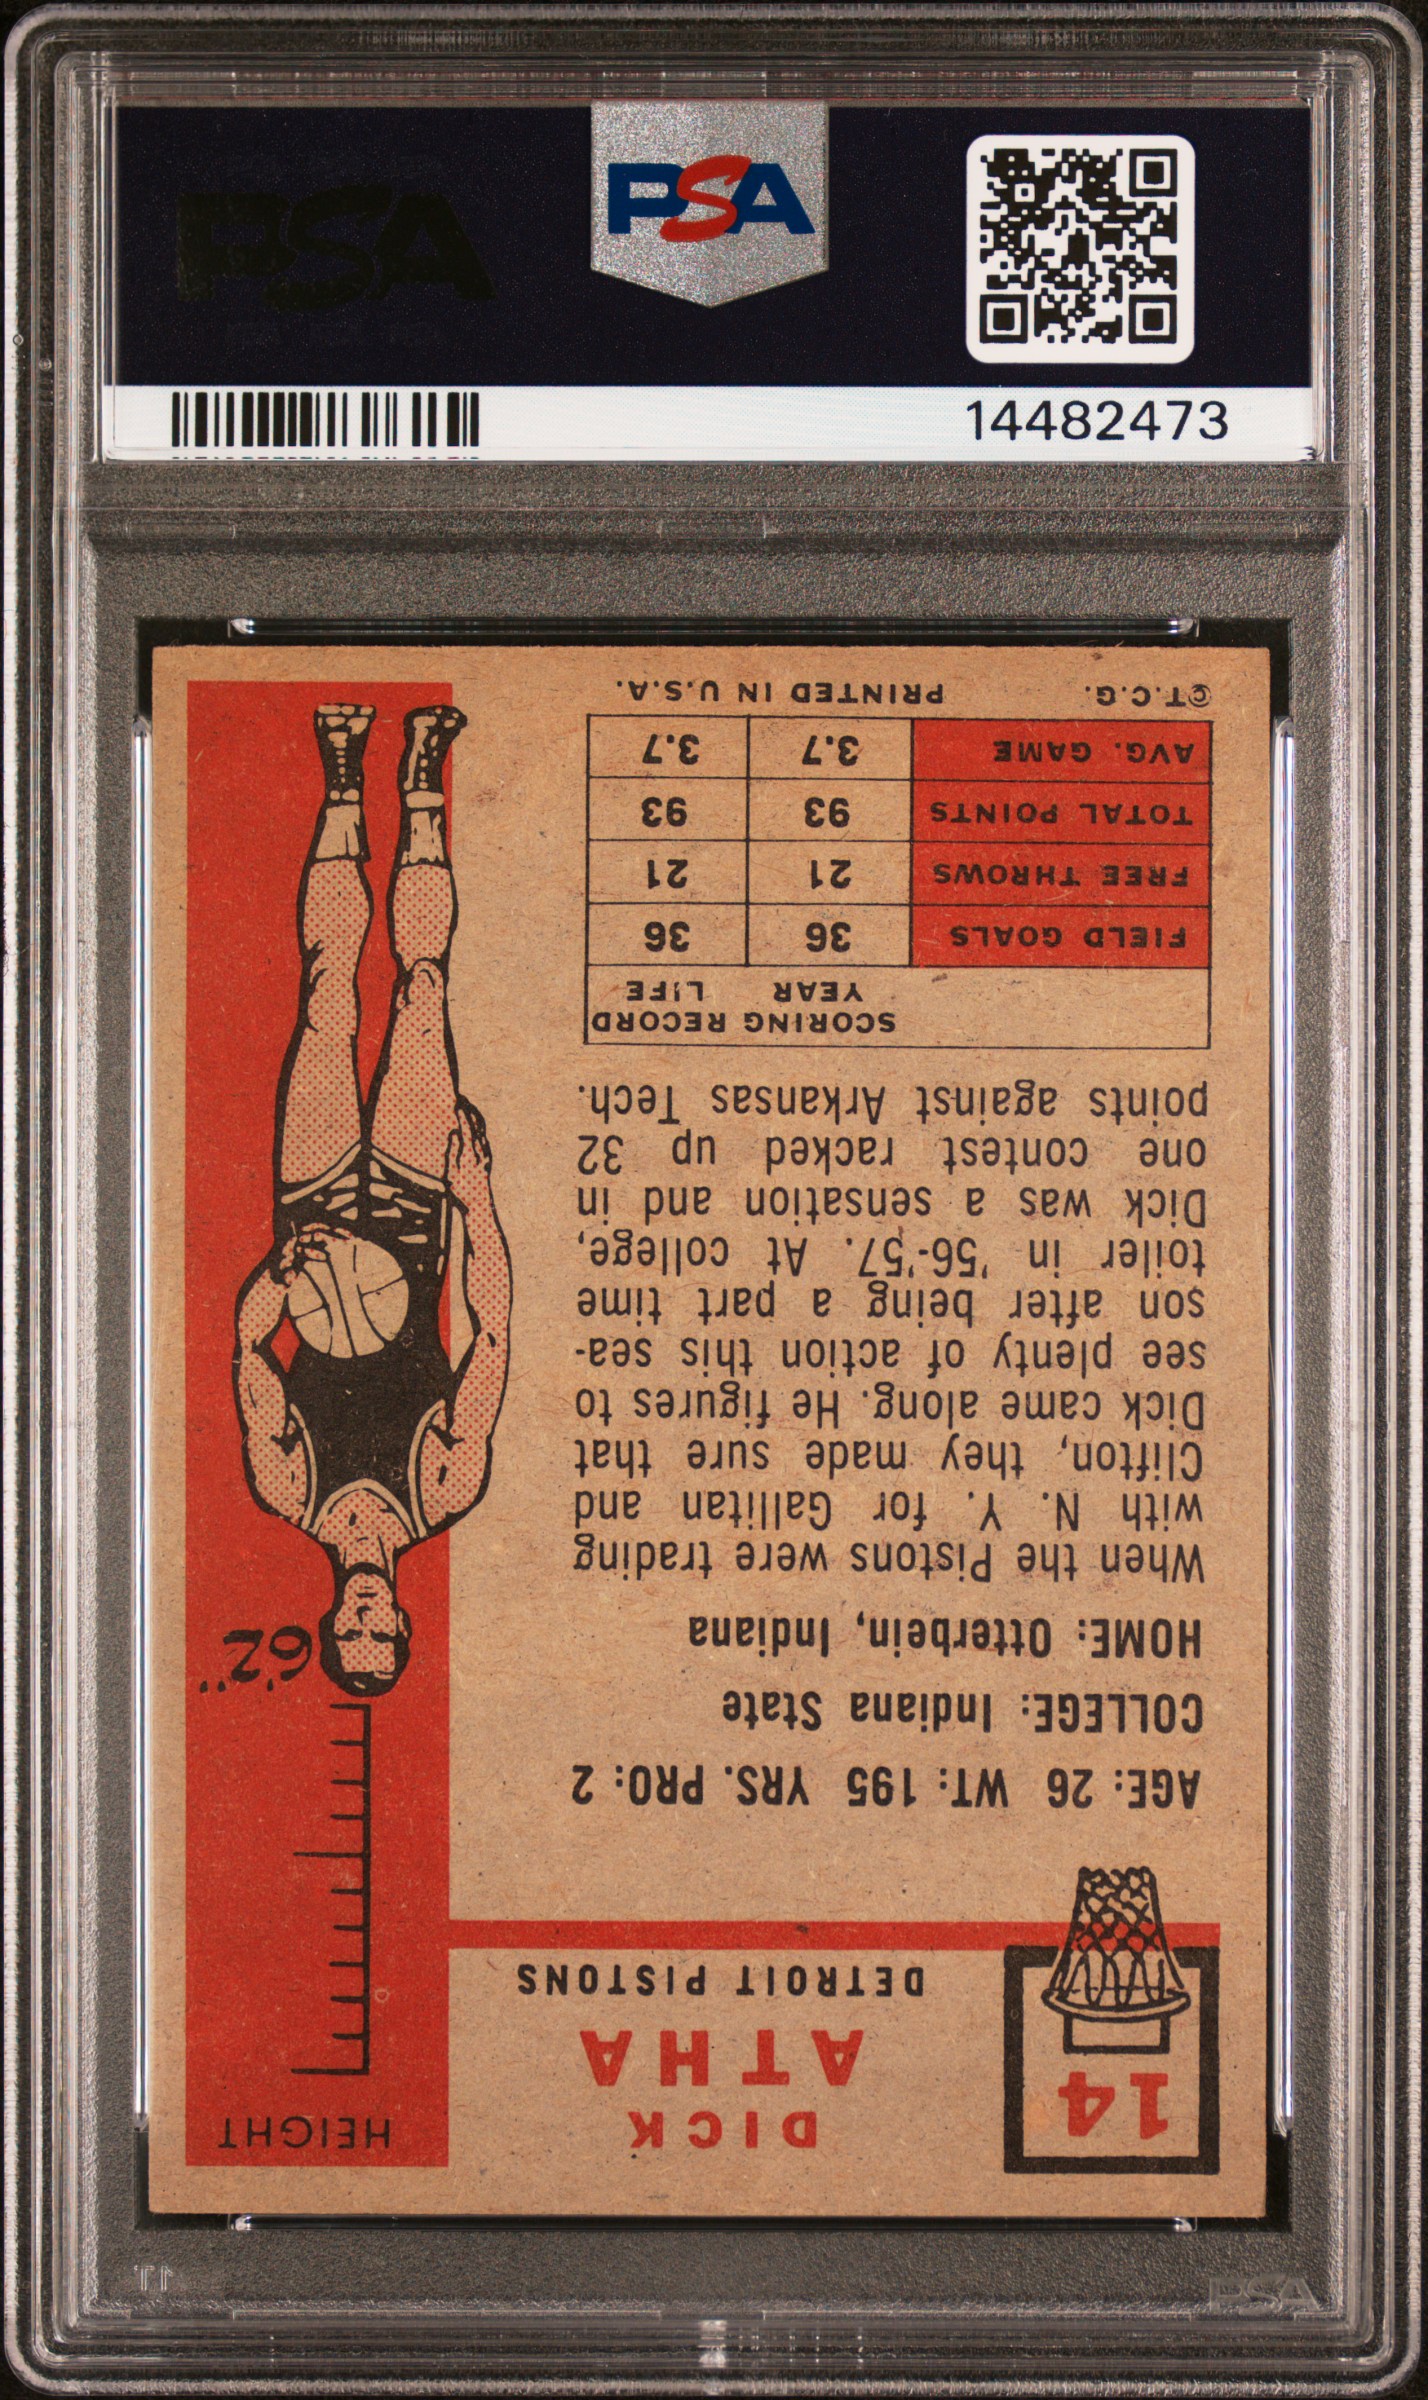 PSA
PSA
14482473
14
DICK
ATHA
DETROIT PISTONS
HEIGHT
6'2"
AGE: 26 WT: 195 YRS. PRO: 2
COLLEGE: Indiana State
HOME: Otterbein, Indiana
When the Pistons were trading
with N. Y. for Gallitan and
Clifton, they made sure that
Dick came along. He figures to
see plenty of action this sea-
son after being a part time
toiler in '56-'57. At college,
Dick was a sensation and in
one contest racked up 32
points against Arkansas Tech.
SCORING RECORD
YEAR LIFE
FIELD GOALS 36 36
FREE THROWS 21 21
TOTAL POINTS 93 93
AVG. GAME 3.7 3.7
©T.C.G. PRINTED IN U.S.A.
PSA